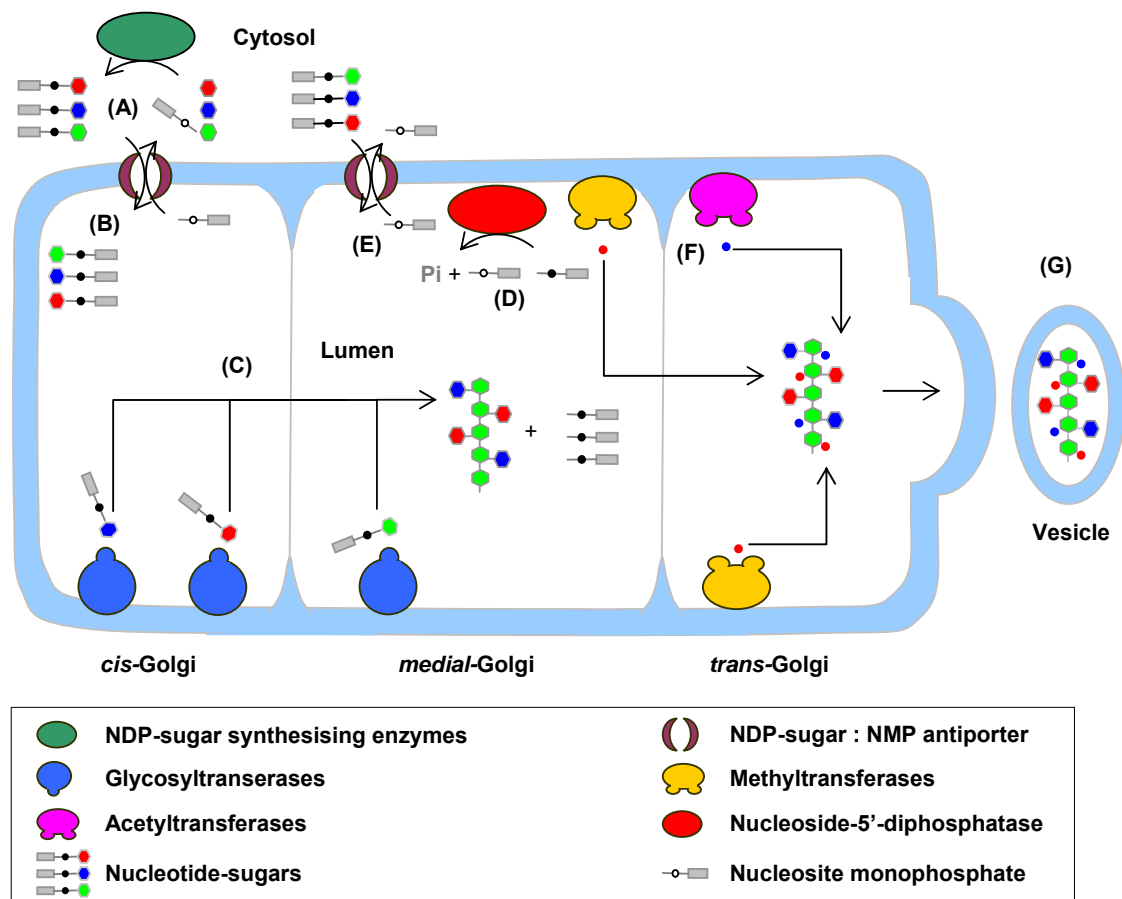 Cytosol
(A)
(B)
(E)
(F)
(G)
Pi +
(D)
(C)
Lumen
+
Vesicle
cis-Golgi
medial-Golgi
trans-Golgi
NDP-sugar synthesising enzymes
NDP-sugar : NMP antiporter
Glycosyltranserases
Methyltransferases
Acetyltransferases
Nucleoside-5’-diphosphatase
Nucleotide-sugars
Nucleosite monophosphate